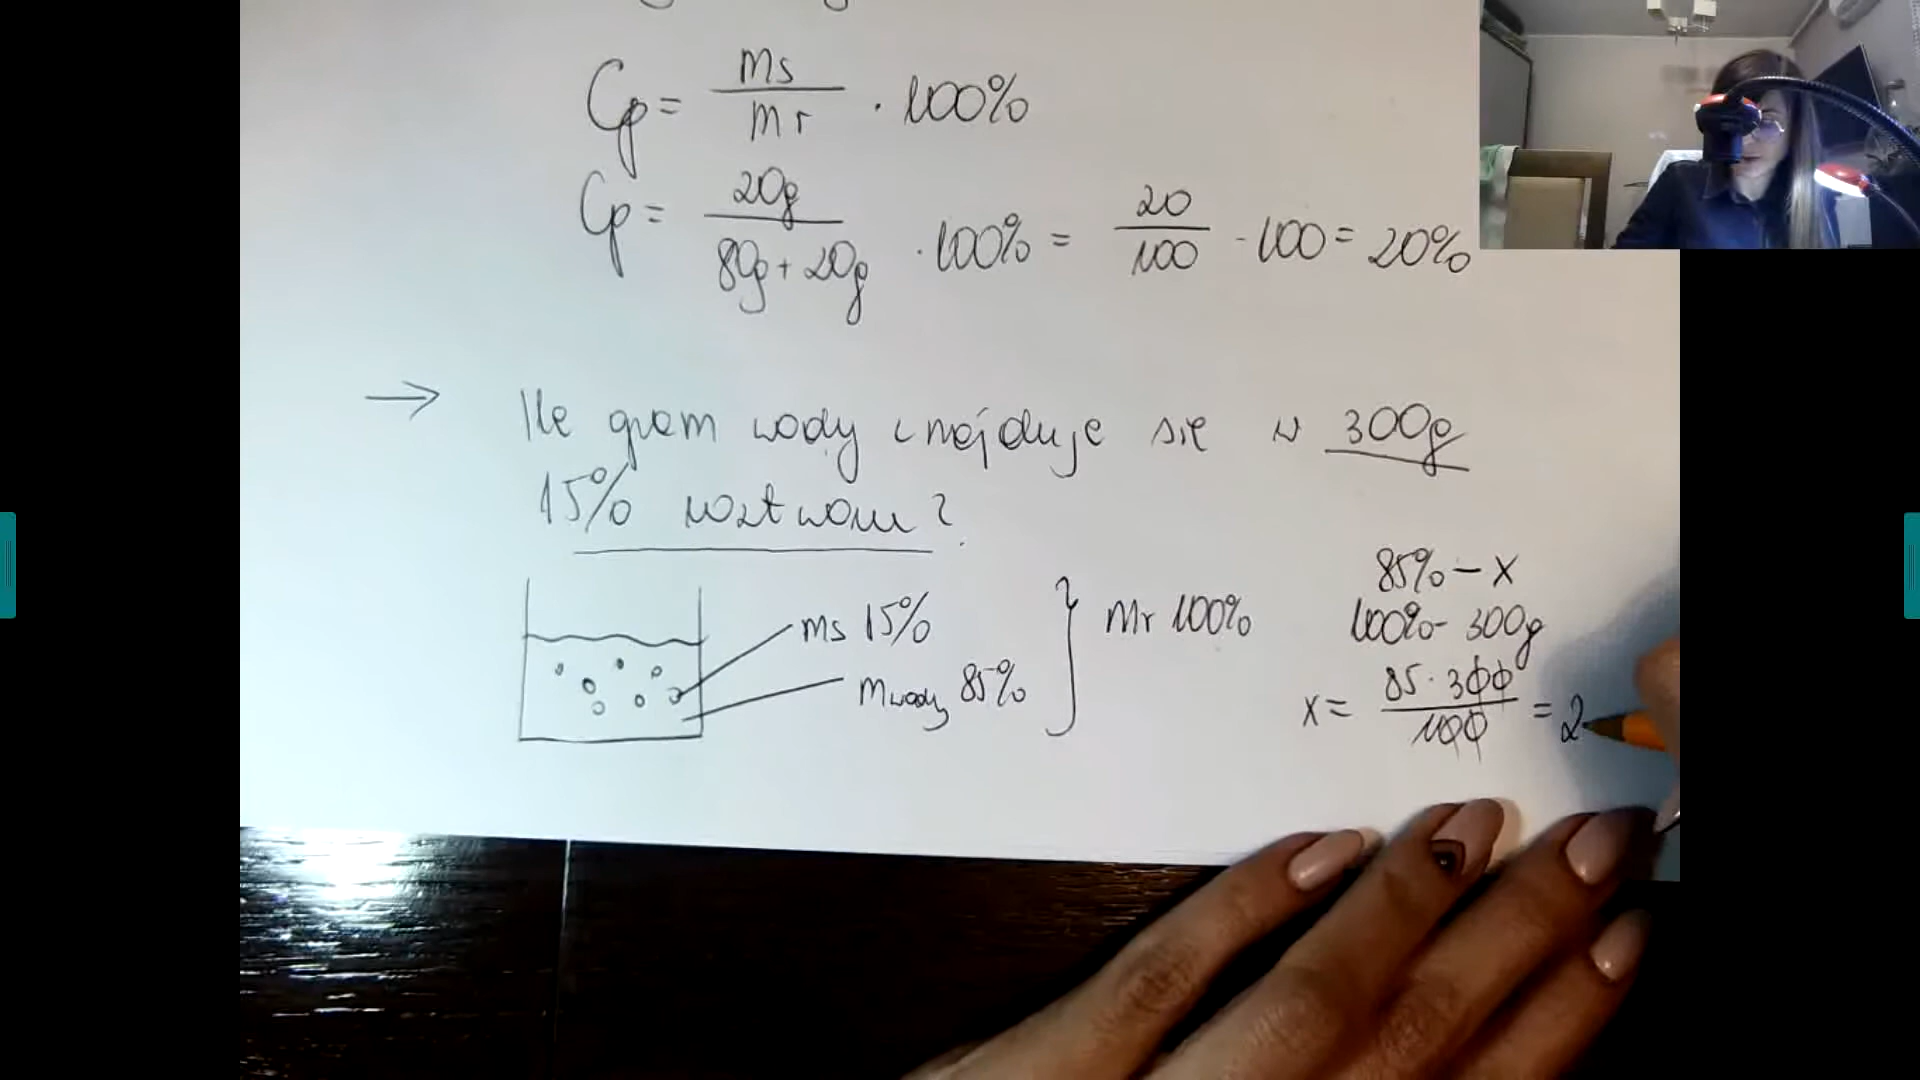 Cp = ms / mr · 100%
Cp = 20g / 80g + 20g · 100% = 20 / 100 · 100 = 20%
→ Ile gram wody znajduje się w 300g
15% roztworu?
ms 15%
mwody 85%
} mr 100%
85% – x
100% – 300g
x = 85 · 300 / 100 = 2